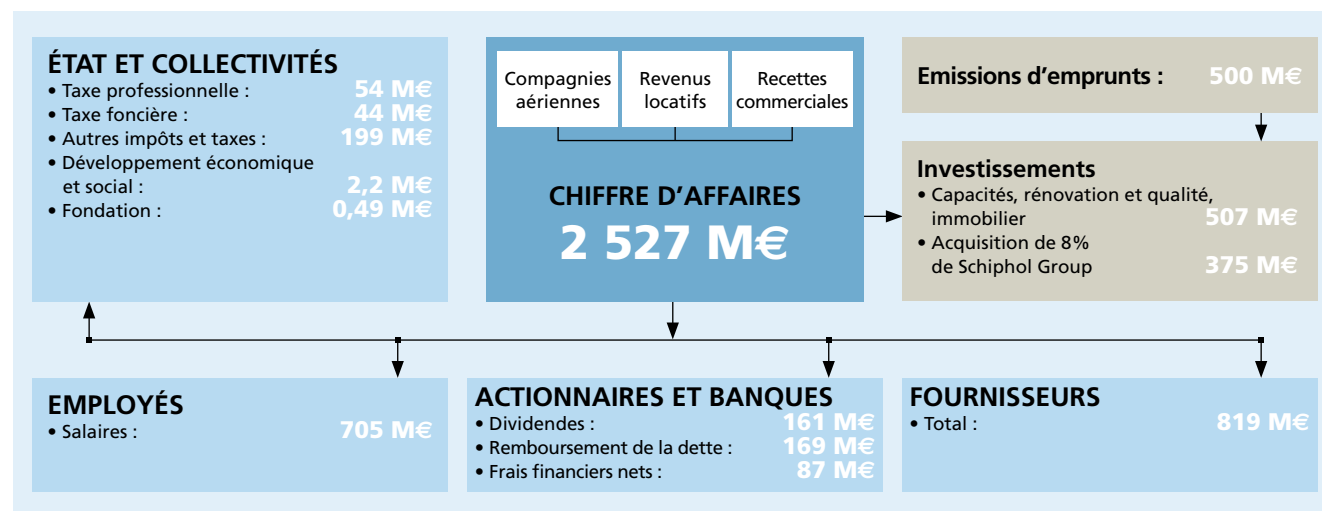 ÉTAT ET COLLECTIVITÉS
• Taxe professionnelle : 54 M€
• Taxe foncière : 44 M€
• Autres impôts et taxes : 199 M€
• Développement économique
et social : 2,2 M€
• Fondation : 0,49 M€
Compagnies
aériennes
Revenus
locatifs
Recettes
commerciales
CHIFFRE D’AFFAIRES
2 527 M€
Emissions d’emprunts : 500 M€
Investissements
• Capacités, rénovation et qualité,
immobilier 507 M€
• Acquisition de 8%
de Schiphol Group 375 M€
EMPLOYÉS
• Salaires : 705 M€
ACTIONNAIRES ET BANQUES
• Dividendes : 161 M€
• Remboursement de la dette : 169 M€
• Frais financiers nets : 87 M€
FOURNISSEURS
• Total : 819 M€